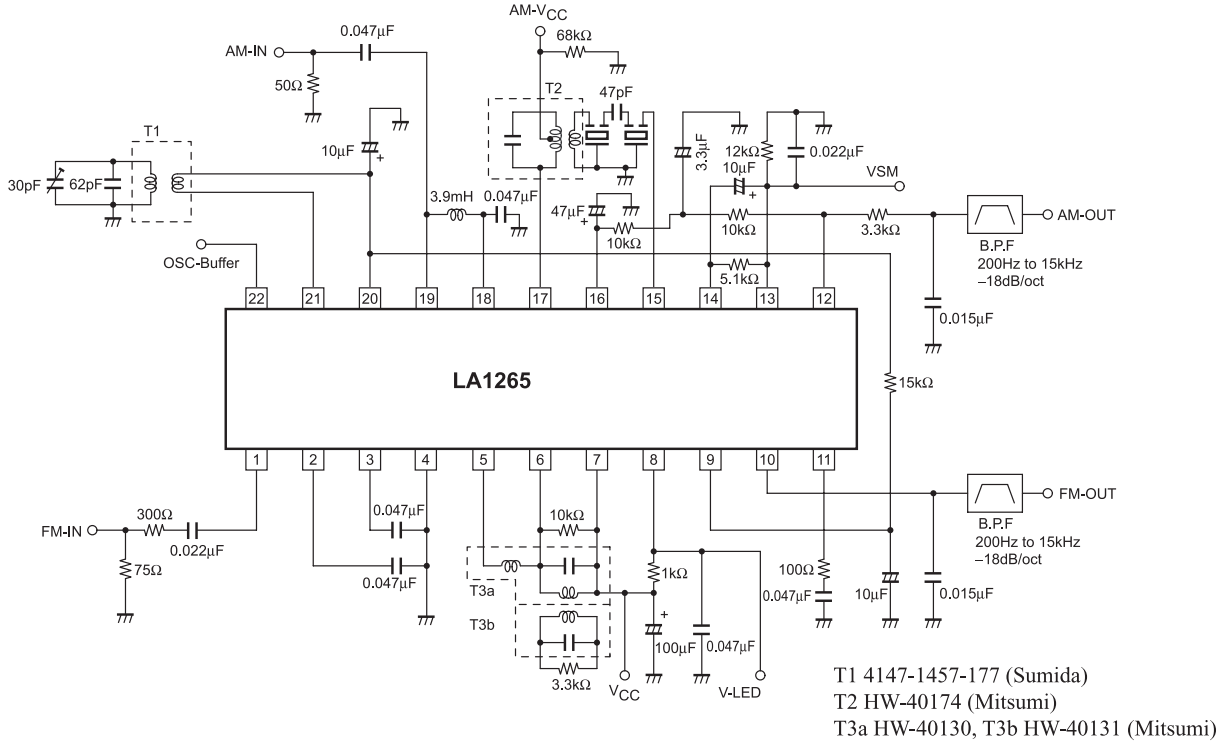 AM-VCC
0.047µF
68kΩ
AM-IN
50Ω
T2
47pF
T1
10µF
+
3.3µF
12kΩ
10µF
+
0.022µF
VSM
30pF
62pF
3.9mH
0.047µF
47µF
+
10kΩ
10kΩ
3.3kΩ
AM-OUT
B.P.F
200Hz to 15kHz
–18dB/oct
OSC-Buffer
5.1kΩ
22 21 20 19 18 17 16 15 14 13 12
0.015µF
LA1265
15kΩ
1 2 3 4 5 6 7 8 9 10 11
FM-IN
300Ω
0.022µF
75Ω
0.047µF
0.047µF
10kΩ
T3a
T3b
3.3kΩ
VCC
1kΩ
+
100µF
0.047µF
V-LED
100Ω
0.047µF
10µF
0.015µF
FM-OUT
B.P.F
200Hz to 15kHz
–18dB/oct
T1 4147-1457-177 (Sumida)
T2 HW-40174 (Mitsumi)
T3a HW-40130, T3b HW-40131 (Mitsumi)